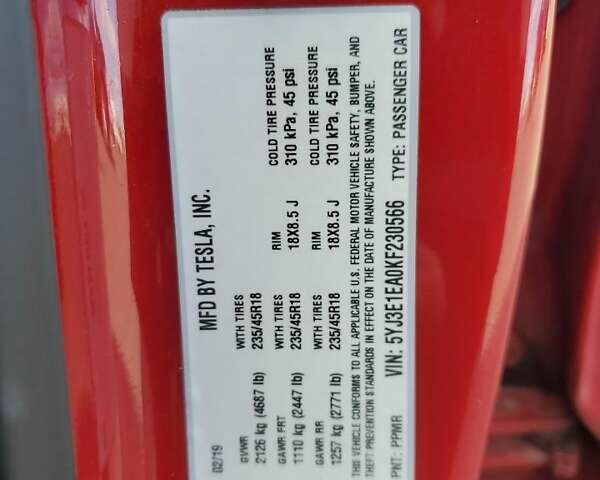 MFD BY TESLA, INC.
02/19
GVWR WITH TIRES RIM COLD TIRE PRESSURE
2126 kg (4687 lb) 235/45R18
GAWR FRT WITH TIRES RIM COLD TIRE PRESSURE
1110 kg (2447 lb) 235/45R18 18X8.5 J 310 kPa, 45 psi
GAWR RR WITH TIRES RIM COLD TIRE PRESSURE
1257 kg (2771 lb) 235/45R18 18X8.5 J 310 kPa, 45 psi
THIS VEHICLE CONFORMS TO ALL APPLICABLE U.S. FEDERAL MOTOR VEHICLE SAFETY, BUMPER, AND
THEFT PREVENTION STANDARDS IN EFFECT ON THE DATE OF MANUFACTURE SHOWN ABOVE.
PNT: PPMR VIN: 5YJ3E1EA0KF230566 TYPE: PASSENGER CAR